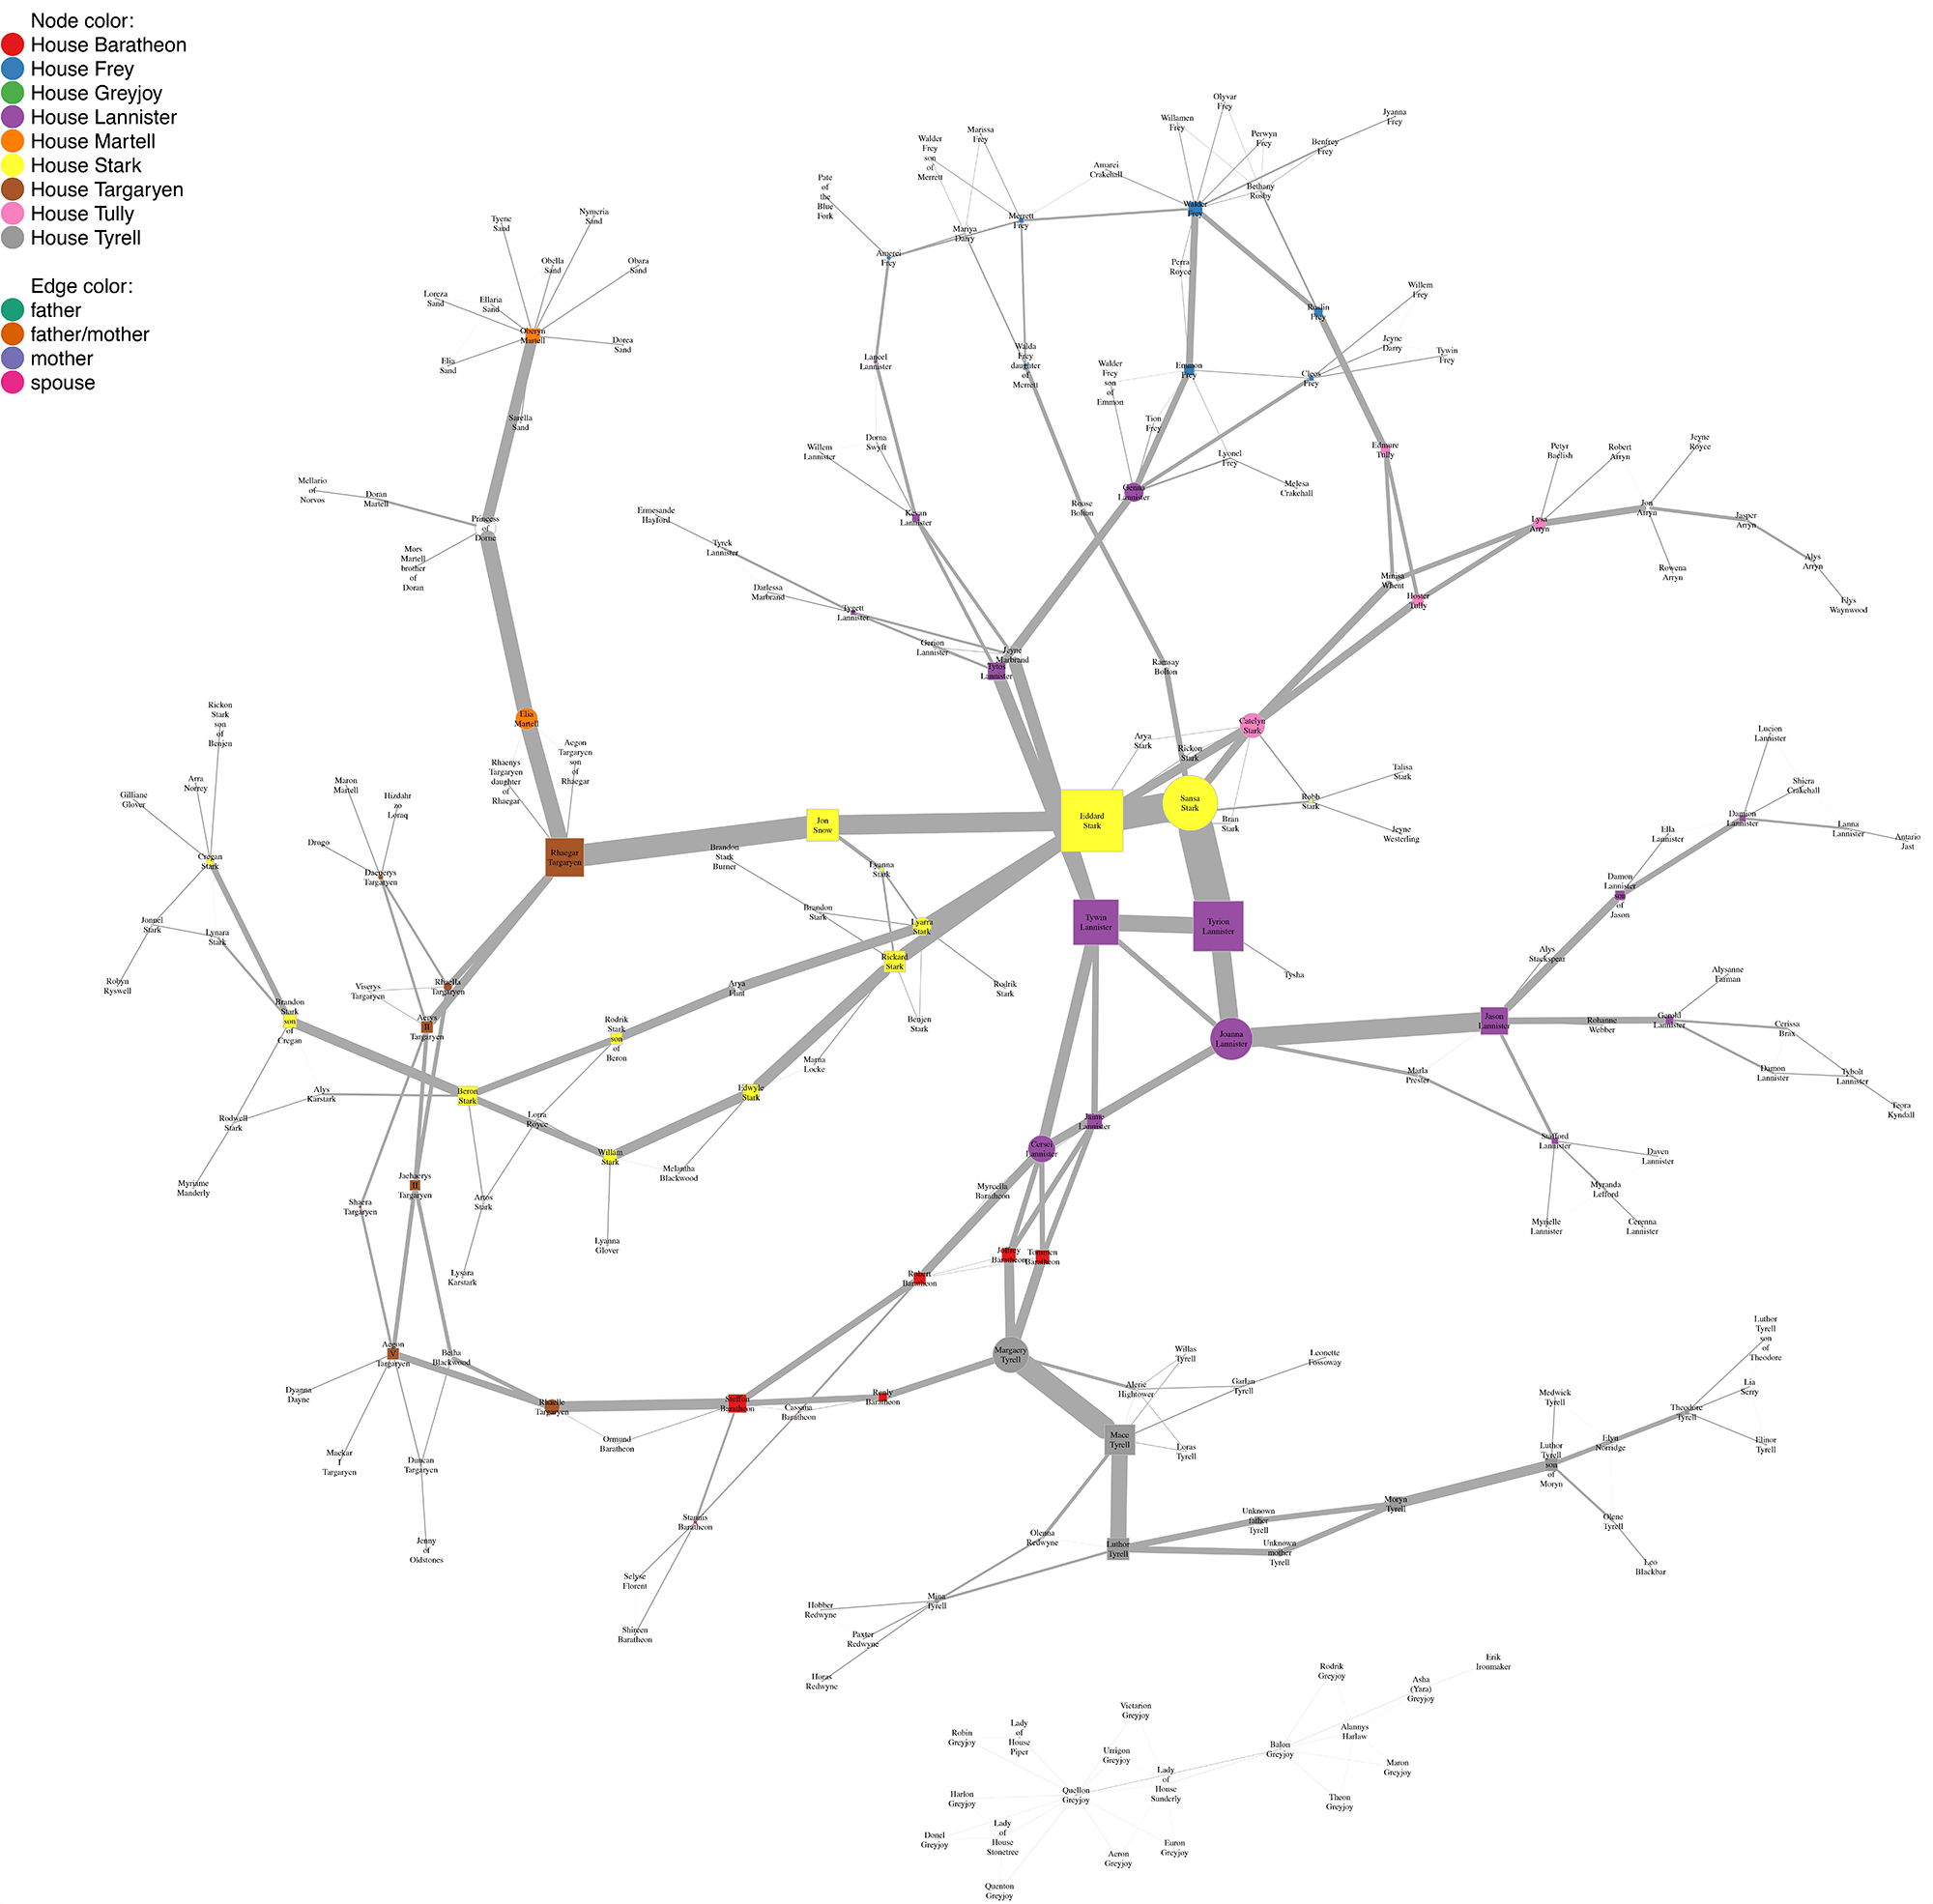 Node color:
House Baratheon
House Frey
House Greyjoy
House Lannister
House Martell
House Stark
House Targaryen
House Tully
House Tyrell
Edge color:
father
father/mother
mother
spouse
Olyvar
Frey
Willamen
Frey
Jyanna
Frey
Marissa
Frey
Perwyn
Frey
Benfrey
Frey
Walder
Frey
son
of
Merrett
Amarei
Crakehall
Bethany
Rosby
Pate
of
the
Blue
Fork
Walder
Frey
Merrett
Frey
Mariya
Darry
Amerei
Frey
Perra
Royce
Tyene
Sand
Nymeria
Sand
Obella
Sand
Obara
Sand
Loreza
Sand
Ellaria
Sand
Oberyn
Martell
Dorea
Sand
Elia
Sand
Sarella
Sand
Willem
Frey
Roslin
Frey
Jeyne
Darry
Tywin
Frey
Lancel
Lannister
Walda
Frey
daughter
of
Merrett
Walder
Frey
son
of
Emmon
Emmon
Frey
Cleos
Frey
Tion
Frey
Lyonel
Frey
Melesa
Crakehall
Genna
Lannister
Edmure
Tully
Petyr
Baelish
Robert
Arryn
Jeyne
Royce
Willem
Lannister
Dorna
Swyft
Mellario
of
Norvos
Doran
Martell
Princess
of
Dorne
Mors
Martell
brother
of
Doran
Ermesande
Hayford
Kevan
Lannister
Roose
Bolton
Lysa
Arryn
Jon
Arryn
Jasper
Arryn
Alys
Arryn
Rowena
Arryn
Elys
Waynwood
Tyrek
Lannister
Darlessa
Marbrand
Tygett
Lannister
Gerion
Lannister
Jeyne
Marbrand
Tytos
Lannister
Minisa
Whent
Hoster
Tully
Ramsay
Bolton
Rickon
Stark
son
of
Benjen
Elia
Martell
Catelyn
Stark
Arya
Stark
Rickon
Stark
Lucion
Lannister
Arra
Norrey
Gilliane
Glover
Maron
Martell
Hizdahr
zo
Loraq
Rhaenys
Targaryen
daughter
of
Rhaegar
Aegon
Targaryen
son
of
Rhaegar
Talisa
Stark
Shiera
Crakehall
Sansa
Stark
Robb
Stark
Eddard
Stark
Jon
Snow
Bran
Stark
Jeyne
Westerling
Damion
Lannister
Lanna
Lannister
Antario
Jast
Ella
Lannister
Drogo
Cregan
Stark
Daenerys
Targaryen
Rhaegar
Targaryen
Brandon
Stark
Burner
Lyanna
Stark
Damon
Lannister
son
of
Jason
Jonnel
Stark
Lynara
Stark
Brandon
Stark
Lyarra
Stark
Tywin
Lannister
Tyrion
Lannister
Rickard
Stark
Tysha
Alys
Stackspear
Alysanne
Farman
Robyn
Ryswell
Viserys
Targaryen
Rhaella
Targaryen
Arya
Flint
Rodrik
Stark
Brandon
Stark
son
of
Cregan
Aerys
II
Targaryen
Rodrik
Stark
son
of
Beron
Benjen
Stark
Joanna
Lannister
Jason
Lannister
Rohanne
Webber
Gerold
Lannister
Cerissa
Brax
Marna
Locke
Marla
Prester
Damon
Lannister
Tybolt
Lannister
Teora
Kyndall
Alys
Karstark
Beron
Stark
Edwyle
Stark
Rodwell
Stark
Lorra
Royce
Jaime
Lannister
Cersei
Lannister
Stafford
Lannister
Daven
Lannister
Willam
Stark
Melantha
Blackwood
Myriame
Manderly
Jaehaerys
II
Targaryen
Myrcella
Baratheon
Myranda
Lefford
Shaera
Targaryen
Artos
Stark
Myrielle
Lannister
Cerenna
Lannister
Lyanna
Glover
Lysara
Karstark
Robert
Baratheon
Joffrey
Baratheon
Tommen
Baratheon
Aegon
V
Targaryen
Betha
Blackwood
Margaery
Tyrell
Willas
Tyrell
Leonette
Fossoway
Luthor
Tyrell
son
of
Theodore
Dyanna
Dayne
Rhaelle
Targaryen
Steffon
Baratheon
Cassana
Baratheon
Renly
Baratheon
Alerie
Hightower
Garlan
Tyrell
Medwick
Tyrell
Lia
Serry
Theodore
Tyrell
Ormund
Baratheon
Mace
Tyrell
Loras
Tyrell
Elyn
Norridge
Elinor
Tyrell
Luthor
Tyrell
son
of
Moryn
Maekar
I
Targaryen
Duncan
Targaryen
Stannis
Baratheon
Moryn
Tyrell
Unknown
father
Tyrell
Unknown
mother
Tyrell
Olene
Tyrell
Olenna
Redwyne
Luthor
Tyrell
Jenny
of
Oldstones
Leo
Blackbar
Selyse
Florent
Mina
Tyrell
Hobber
Redwyne
Shireen
Baratheon
Paxter
Redwyne
Horas
Redwyne
Erik
Ironmaker
Rodrik
Greyjoy
Asha
(Yara)
Greyjoy
Victarion
Greyjoy
Robin
Greyjoy
Lady
of
House
Piper
Alannys
Harlaw
Urrigon
Greyjoy
Balon
Greyjoy
Maron
Greyjoy
Lady
of
House
Sunderly
Quellon
Greyjoy
Harlon
Greyjoy
Theon
Greyjoy
Donel
Greyjoy
Lady
of
House
Stonetree
Aeron
Greyjoy
Euron
Greyjoy
Quenton
Greyjoy